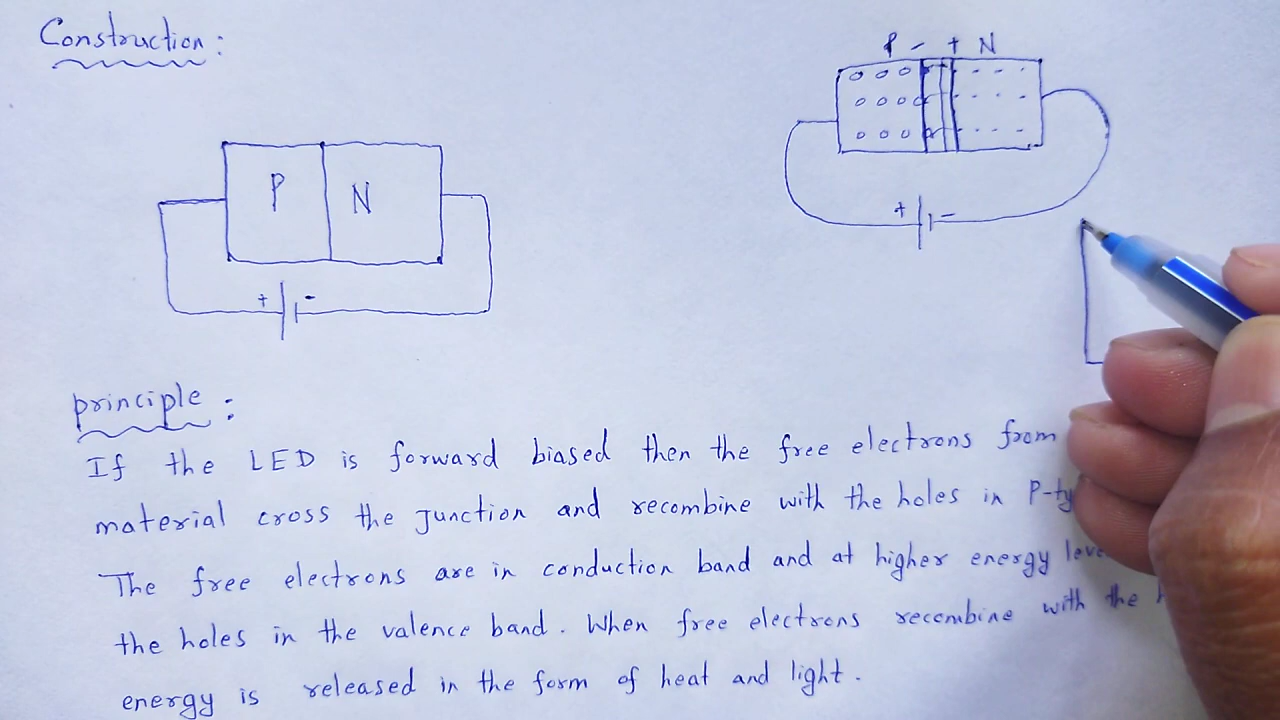 Construction :
P - + N
P N
+ -
+ -
principle :
If the LED is forward biased then the free electrons from
material cross the junction and recombine with the holes in P-ty
The free electrons are in conduction band and at higher energy leve
the holes in the valence band. When free electrons recombine with the h
energy is released in the form of heat and light.